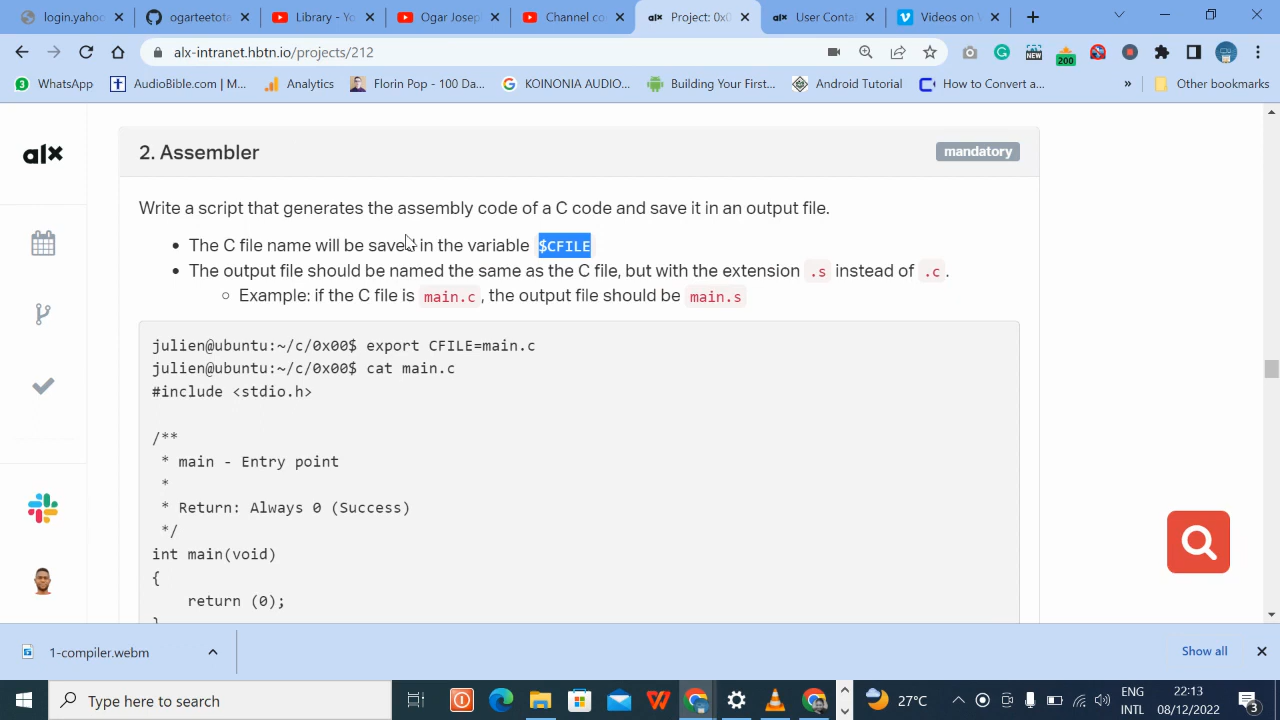 login.yahoo
ogartetota
Library - Yo
Ogar Josep
Channel co
Project: 0x0
User Conta
Videos on V
alx-intranet.hbtn.io/projects/212
NEW
200
3 WhatsApp
AudioBible.com | M...
Analytics
Florin Pop - 100 Da...
KOINONIA AUDIO...
Building Your First...
Android Tutorial
How to Convert a...
»
Other bookmarks
alx
2. Assembler
mandatory
Write a script that generates the assembly code of a C code and save it in an output file.
• The C file name will be saved in the variable $CFILE
• The output file should be named the same as the C file, but with the extension .s instead of .c.
○ Example: if the C file is main.c, the output file should be main.s
julien@ubuntu:~/c/0x00$ export CFILE=main.c
julien@ubuntu:~/c/0x00$ cat main.c
#include <stdio.h>
/**
* main - Entry point
*
* Return: Always 0 (Success)
*/
int main(void)
{
return (0);
}
1-compiler.webm
Show all
Type here to search
27°C
ENG
INTL
22:13
08/12/2022
3